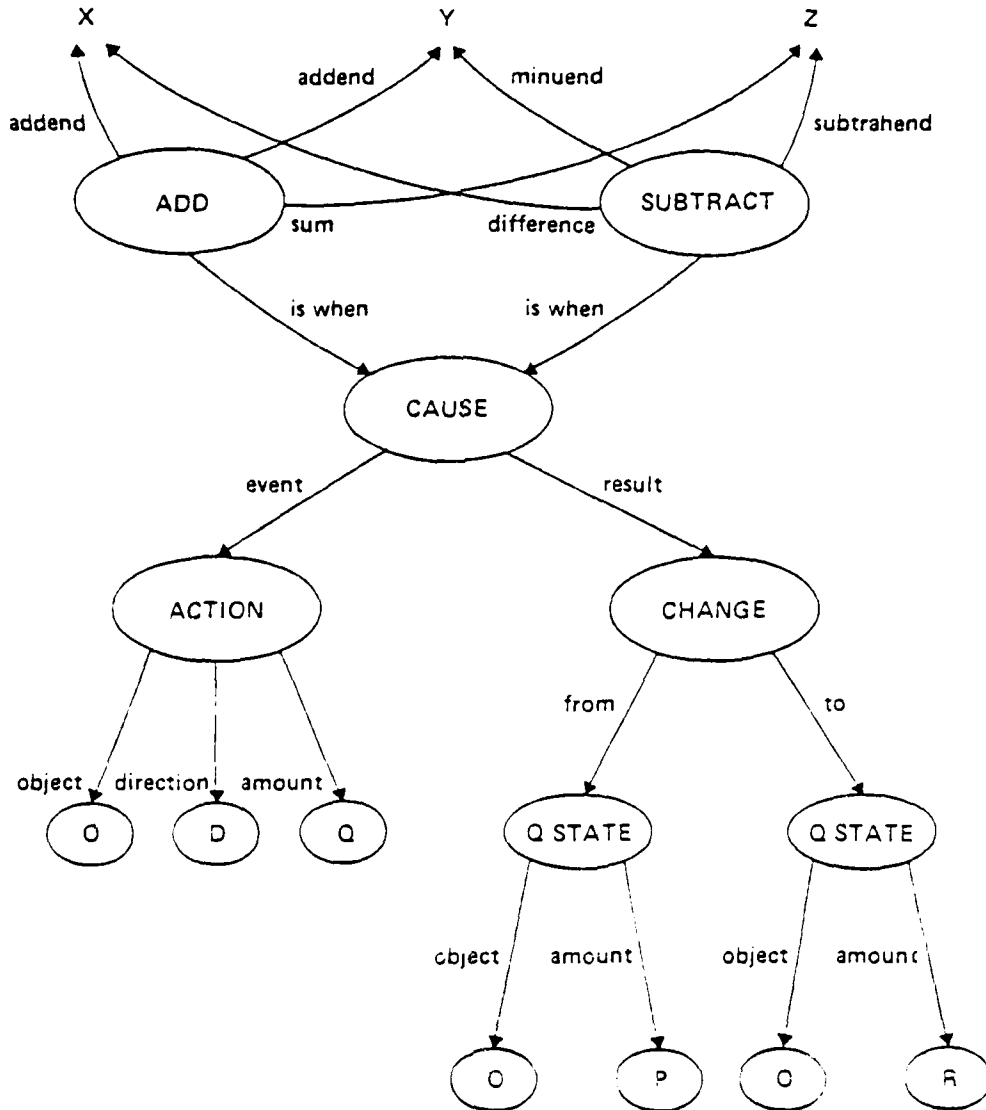 X Y Z
addend minuend
addend subtrahend
ADD SUBTRACT
sum difference
is when is when
CAUSE
event result
ACTION CHANGE
from to
object direction amount
O D Q Q STATE Q STATE
object amount object amount
O P O R